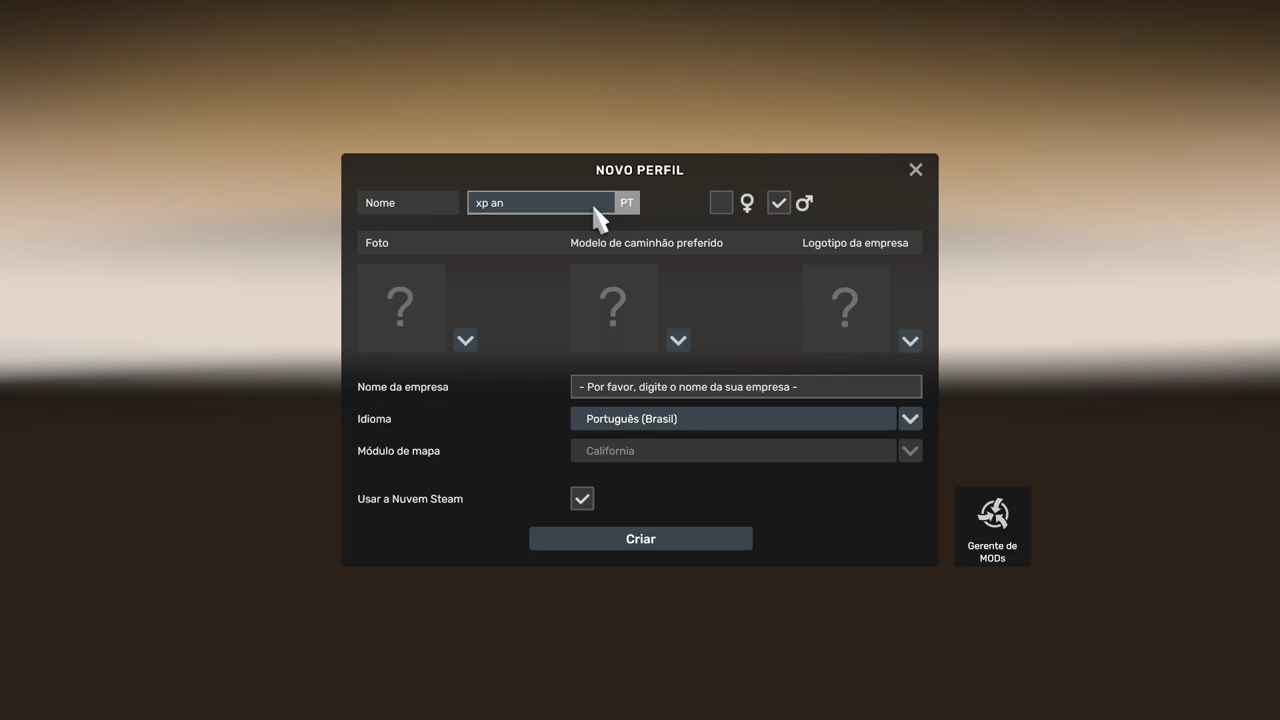 NOVO PERFIL
Nome
xp an
PT
Foto
Modelo de caminhão preferido
Logotipo da empresa
?
?
?
Nome da empresa
- Por favor, digite o nome da sua empresa -
Idioma
Português (Brasil)
Módulo de mapa
California
Usar a Nuvem Steam
Criar
Gerente de
MODs